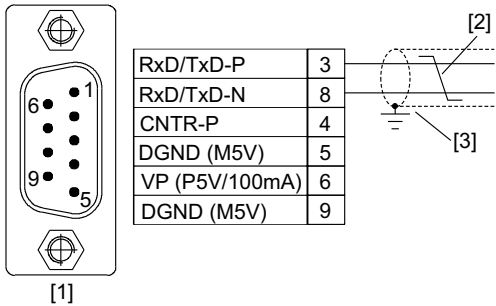 [2]
RxD/TxD-P 3
1
6
RxD/TxD-N 8
CNTR-P 4
[3]
DGND (M5V) 5
9
VP (P5V/100mA) 6
5
DGND (M5V) 9
[1]